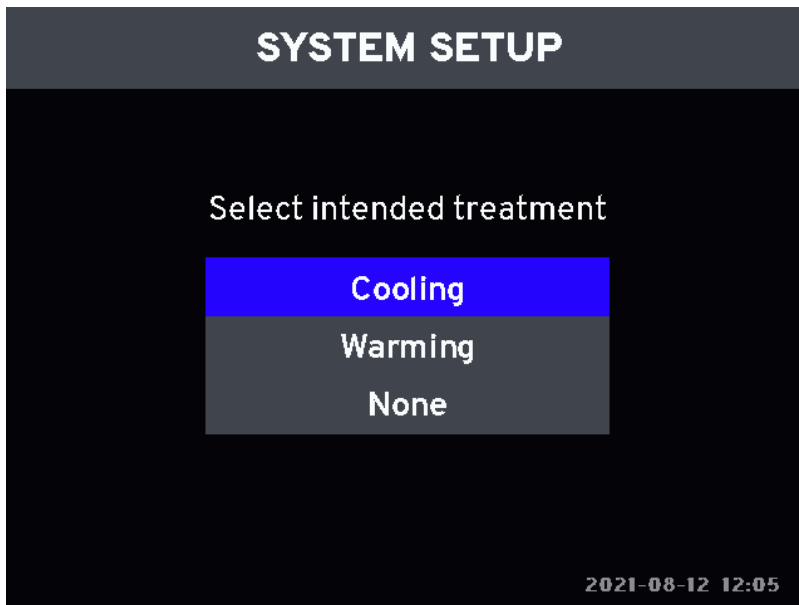 SYSTEM SETUP
Select intended treatment
Cooling
Warming
None
2021-08-12 12:05